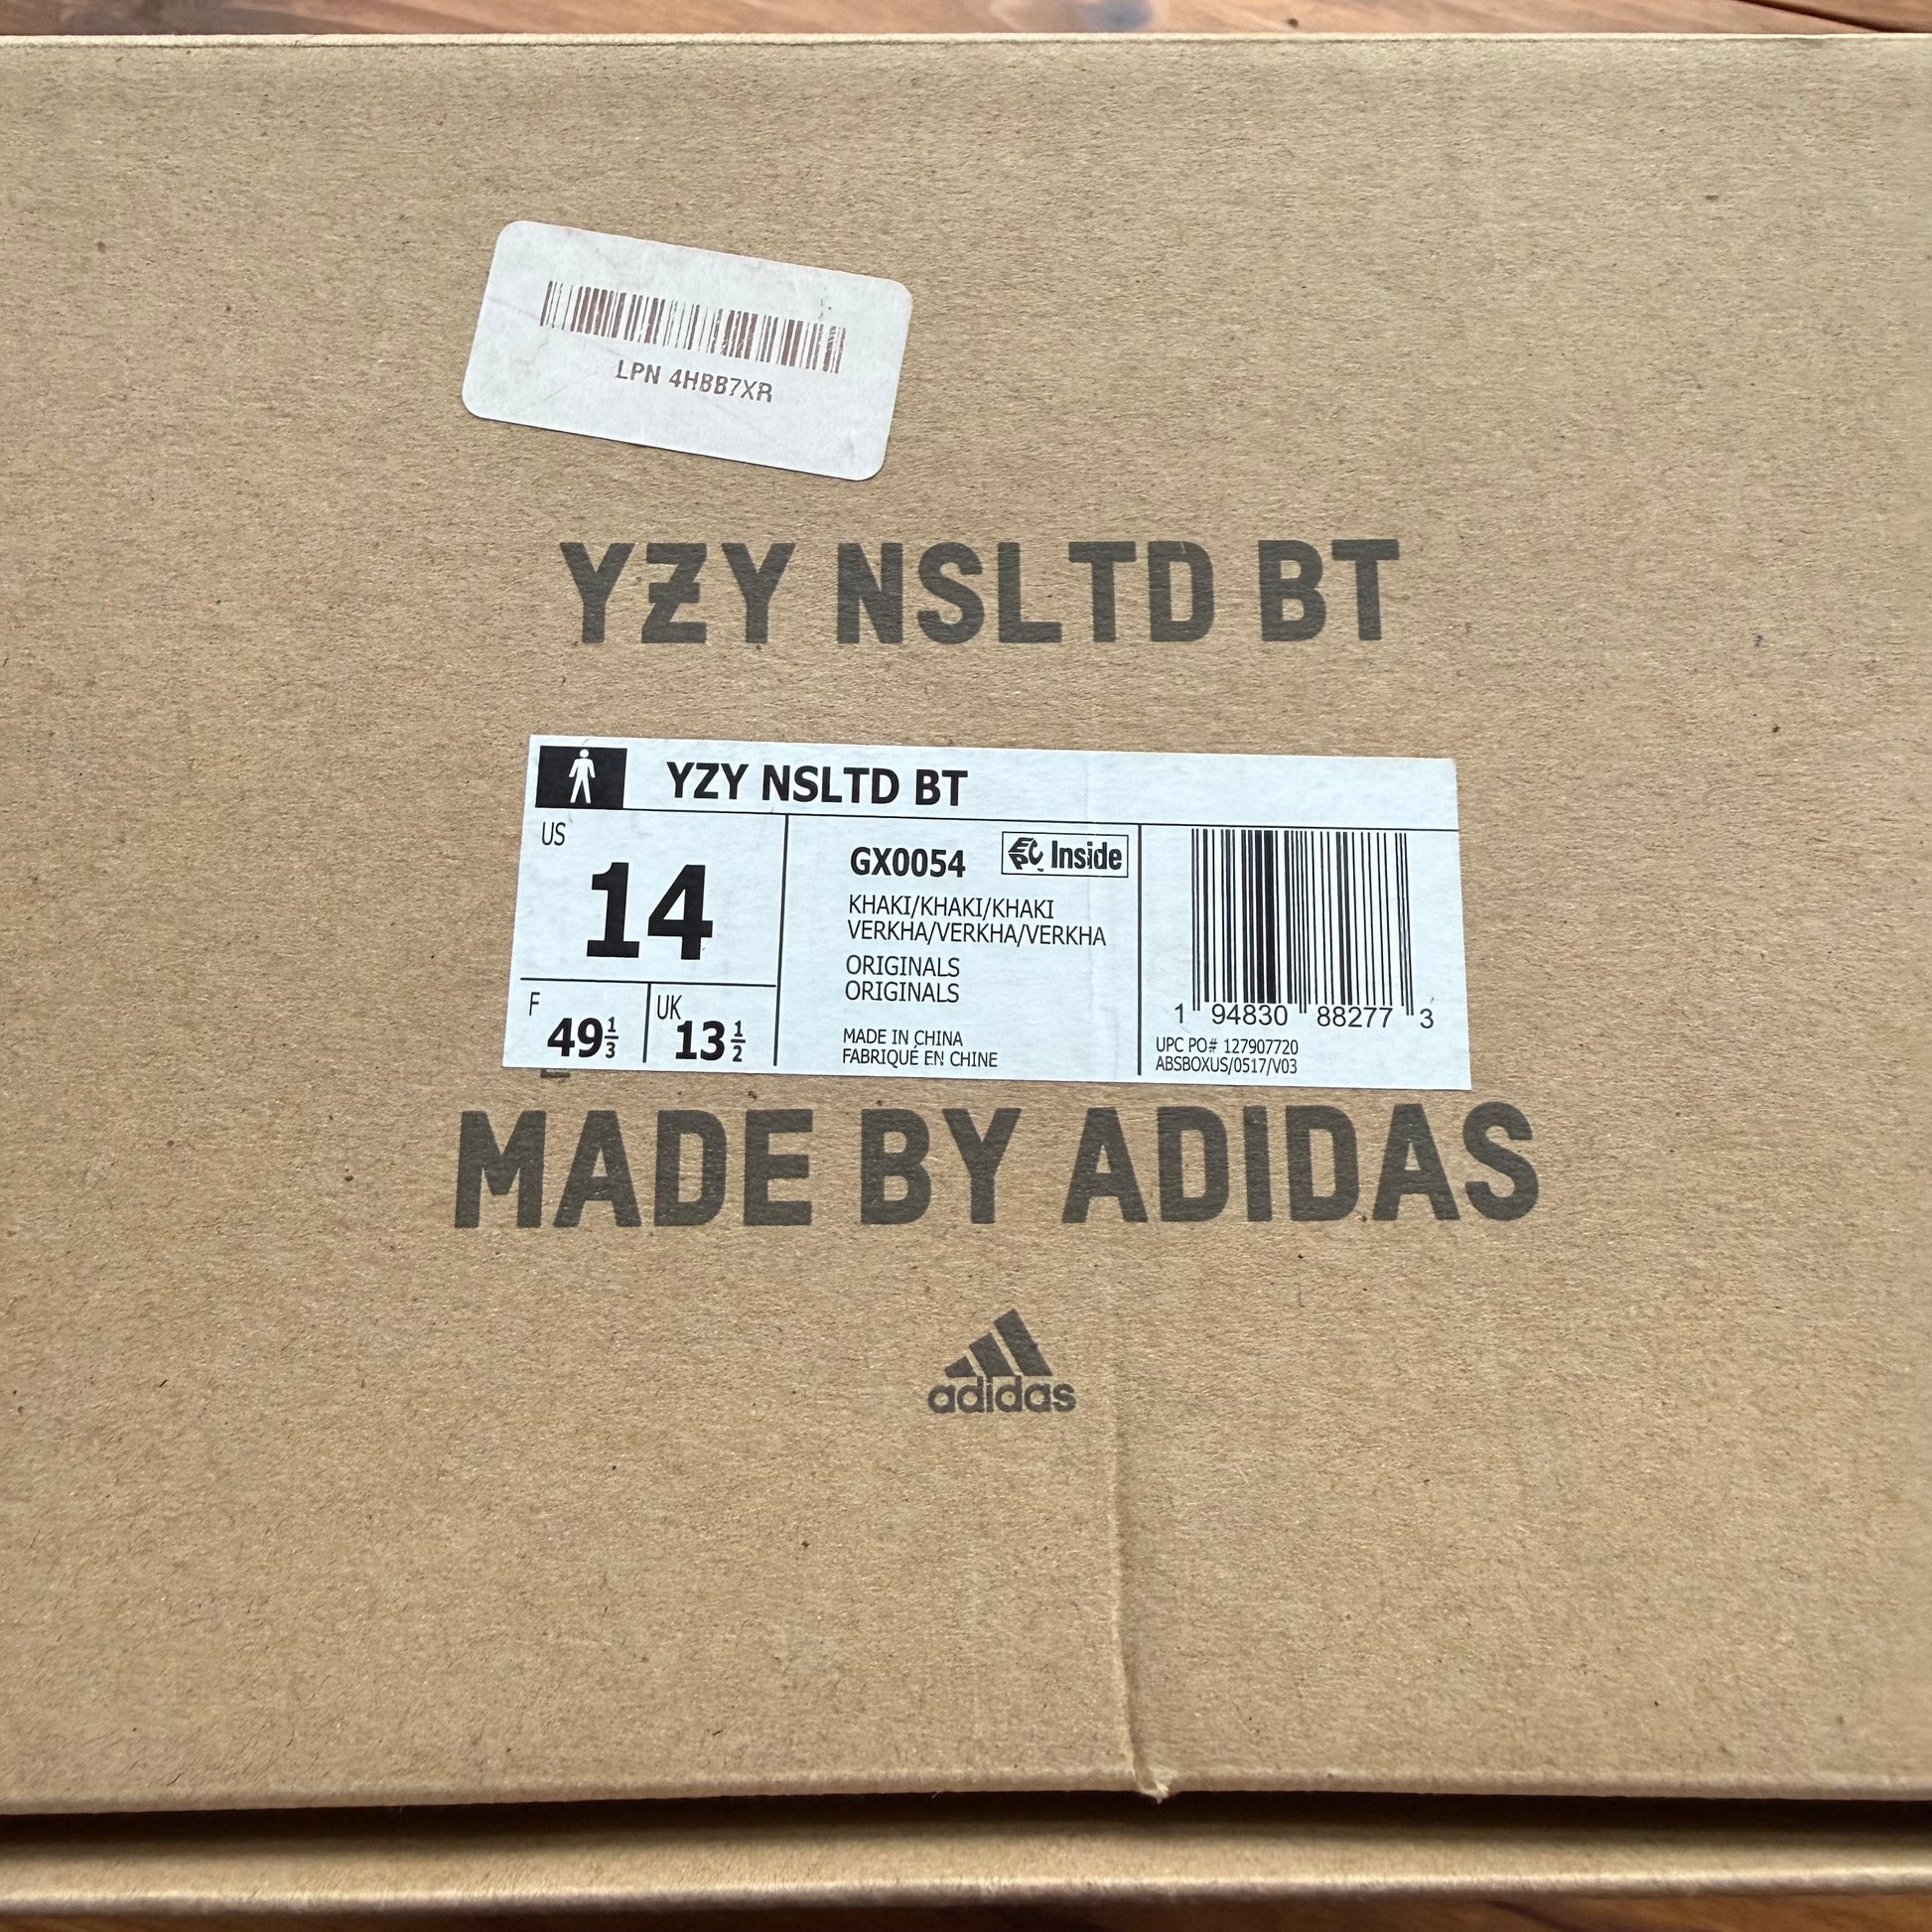 LPN 4HBB7XR
YZY NSLTD BT
YZY NSLTD BT
US
14
F
49 1/3
UK
13 1/2
GX0054
EPC Inside
KHAKI/KHAKI/KHAKI
VERKHA/VERKHA/VERKHA
ORIGINALS
ORIGINALS
MADE IN CHINA
FABRIQUÉ EN CHINE
1 94830 88277 3
UPC PO# 127907720
ABSBOXUS/0517/V03
MADE BY ADIDAS
adidas